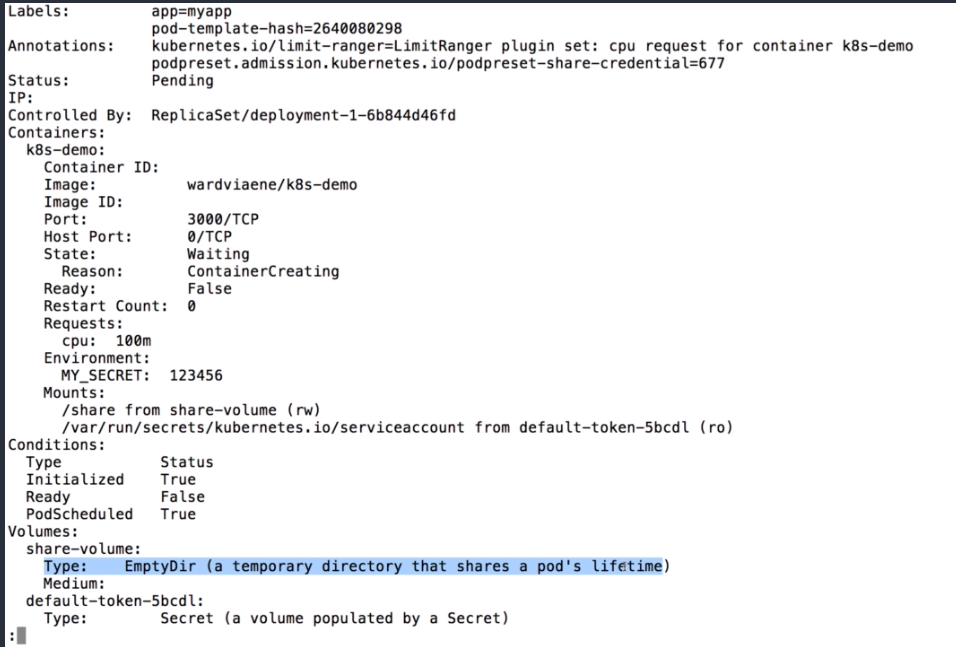 Labels: app=myapp
pod-template-hash=2640080298
Annotations: kubernetes.io/limit-ranger=LimitRanger plugin set: cpu request for container k8s-demo
podpreset.admission.kubernetes.io/podpreset-share-credential=677
Status: Pending
IP:
Controlled By: ReplicaSet/deployment-1-6b844d46fd
Containers:
k8s-demo:
Container ID:
Image: wardviaene/k8s-demo
Image ID:
Port: 3000/TCP
Host Port: 0/TCP
State: Waiting
Reason: ContainerCreating
Ready: False
Restart Count: 0
Requests:
cpu: 100m
Environment:
MY_SECRET: 123456
Mounts:
/share from share-volume (rw)
/var/run/secrets/kubernetes.io/serviceaccount from default-token-5bcdl (ro)
Conditions:
Type Status
Initialized True
Ready False
PodScheduled True
Volumes:
share-volume:
Type: EmptyDir (a temporary directory that shares a pod's lifetime)
Medium:
default-token-5bcdl:
Type: Secret (a volume populated by a Secret)
: